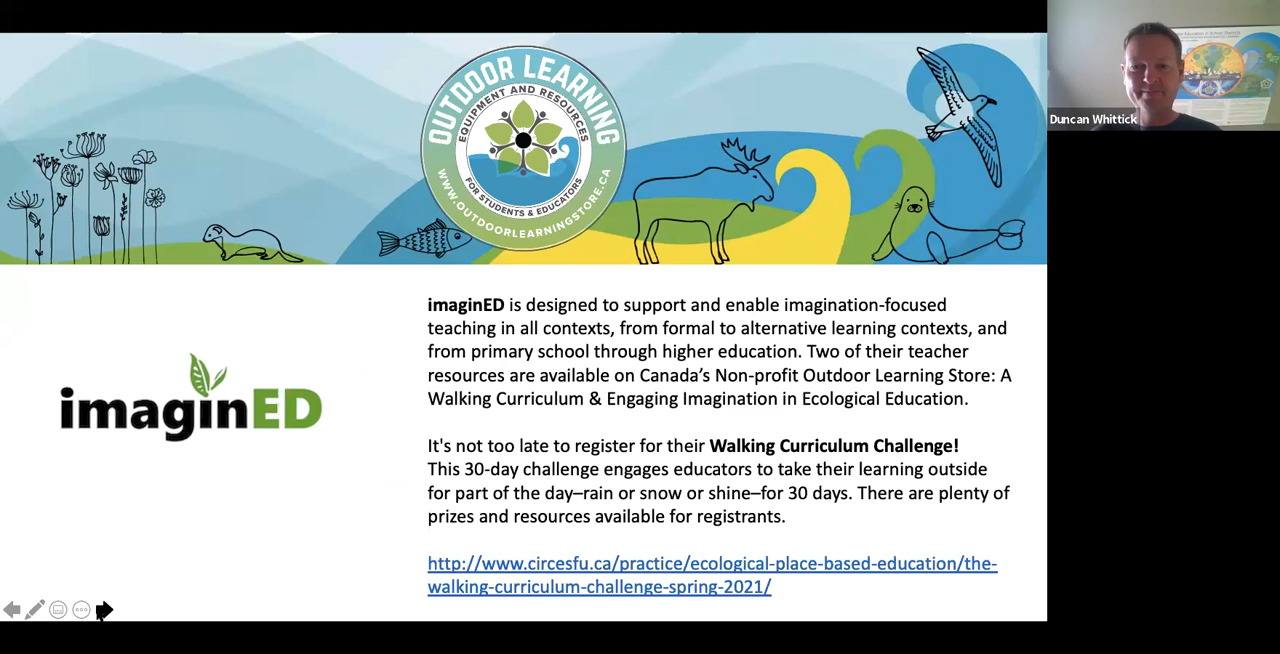 OUTDOOR LEARNING
EQUIPMENT AND RESOURCES
FOR STUDENTS & EDUCATORS
WWW.OUTDOORLEARNINGSTORE.CA
Duncan Whittick
imaginED
imaginED is designed to support and enable imagination-focused
teaching in all contexts, from formal to alternative learning contexts, and
from primary school through higher education. Two of their teacher
resources are available on Canada’s Non-profit Outdoor Learning Store: A
Walking Curriculum & Engaging Imagination in Ecological Education.
It's not too late to register for their Walking Curriculum Challenge!
This 30-day challenge engages educators to take their learning outside
for part of the day–rain or snow or shine–for 30 days. There are plenty of
prizes and resources available for registrants.
http://www.circesfu.ca/practice/ecological-place-based-education/the-
walking-curriculum-challenge-spring-2021/